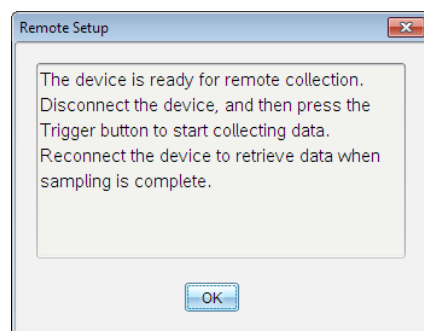 Remote Setup
The device is ready for remote collection.
Disconnect the device, and then press the
Trigger button to start collecting data.
Reconnect the device to retrieve data when
sampling is complete.
OK